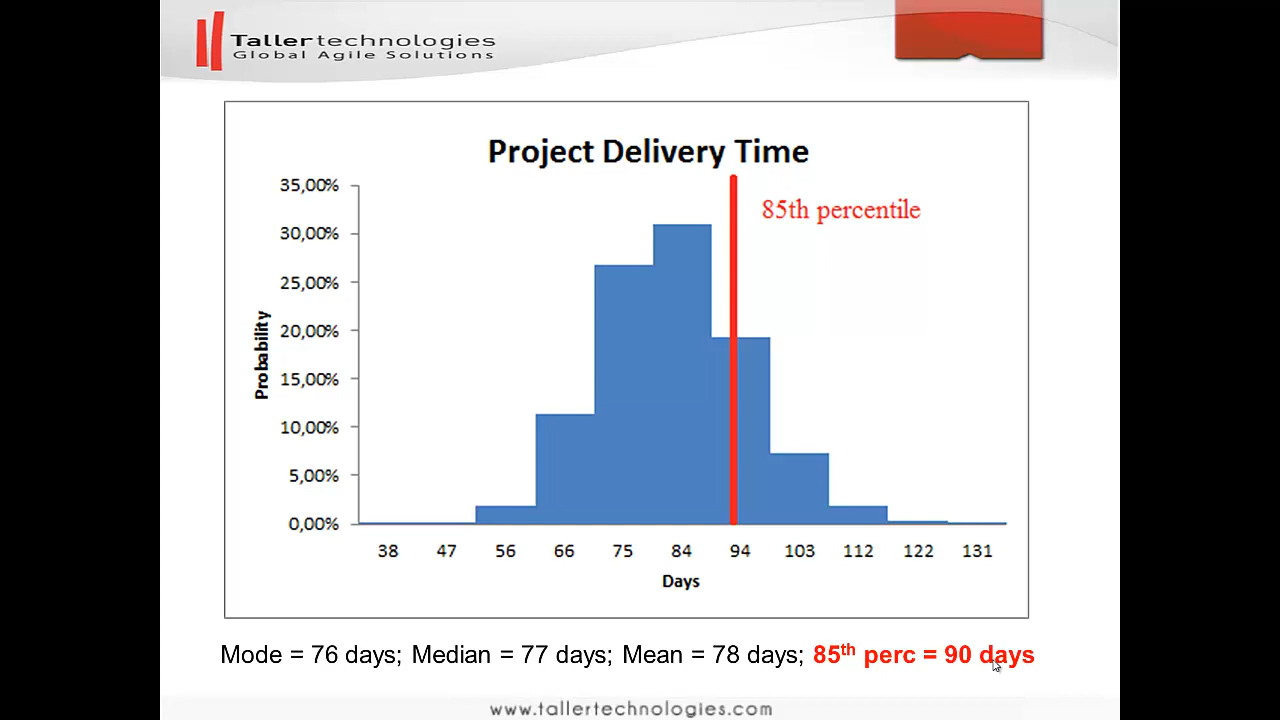 Tallertechnologies
Global Agile Solutions
Project Delivery Time
35,00%
30,00%
25,00%
20,00%
15,00%
10,00%
5,00%
0,00%
Probability
85th percentile
38 47 56 66 75 84 94 103 112 122 131
Days
Mode = 76 days; Median = 77 days; Mean = 78 days; 85th perc = 90 days
www.tallertechnologies.com